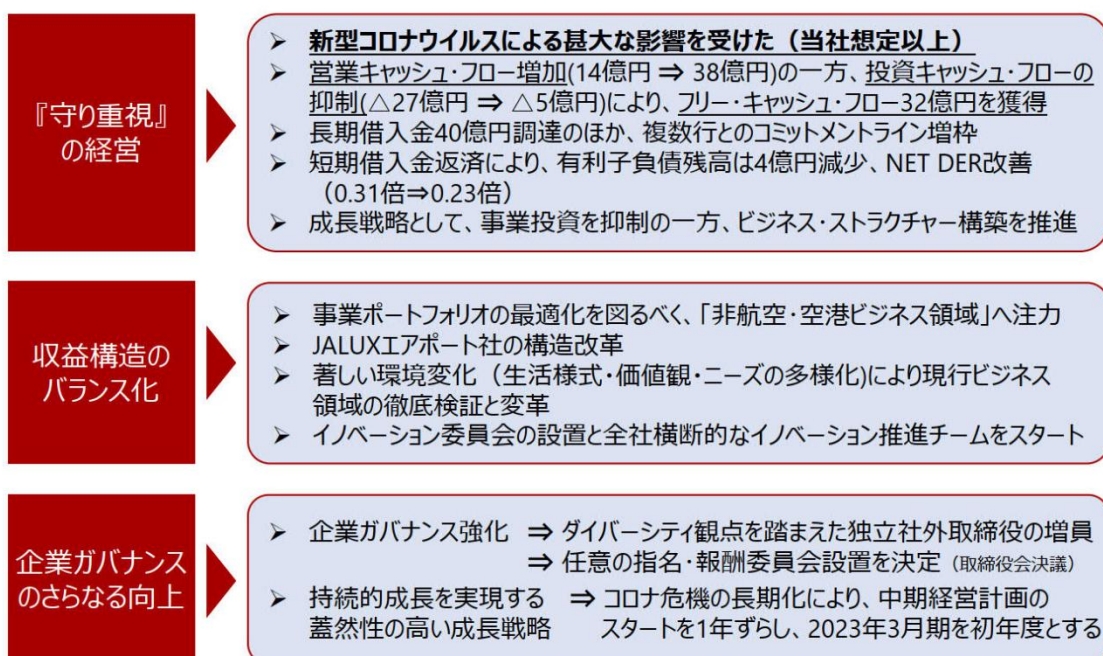 『守り重視』
の経営
➢ 新型コロナウイルスによる甚大な影響を受けた（当社想定以上）
➢ 営業キャッシュ・フロー増加(14億円 ⇒ 38億円)の一方、投資キャッシュ・フローの
抑制(△27億円 ⇒ △5億円)により、フリー・キャッシュ・フロー32億円を獲得
➢ 長期借入金40億円調達のほか、複数行とのコミットメントライン増枠
➢ 短期借入金返済により、有利子負債残高は4億円減少、NET DER改善
（0.31倍⇒0.23倍）
➢ 成長戦略として、事業投資を抑制の一方、ビジネス・ストラクチャー構築を推進
収益構造の
バランス化
➢ 事業ポートフォリオの最適化を図るべく、「非航空・空港ビジネス領域」へ注力
➢ JALUXエアポート社の構造改革
➢ 著しい環境変化（生活様式・価値観・ニーズの多様化)により現行ビジネス
領域の徹底検証と変革
➢ イノベーション委員会の設置と全社横断的なイノベーション推進チームをスタート
企業ガバナンス
のさらなる向上
➢ 企業ガバナンス強化 ⇒ ダイバーシティ観点を踏まえた独立社外取締役の増員
⇒ 任意の指名・報酬委員会設置を決定（取締役会決議）
➢ 持続的成長を実現する ⇒ コロナ危機の長期化により、中期経営計画の
蓋然性の高い成長戦略 スタートを1年ずらし、2023年3月期を初年度とする